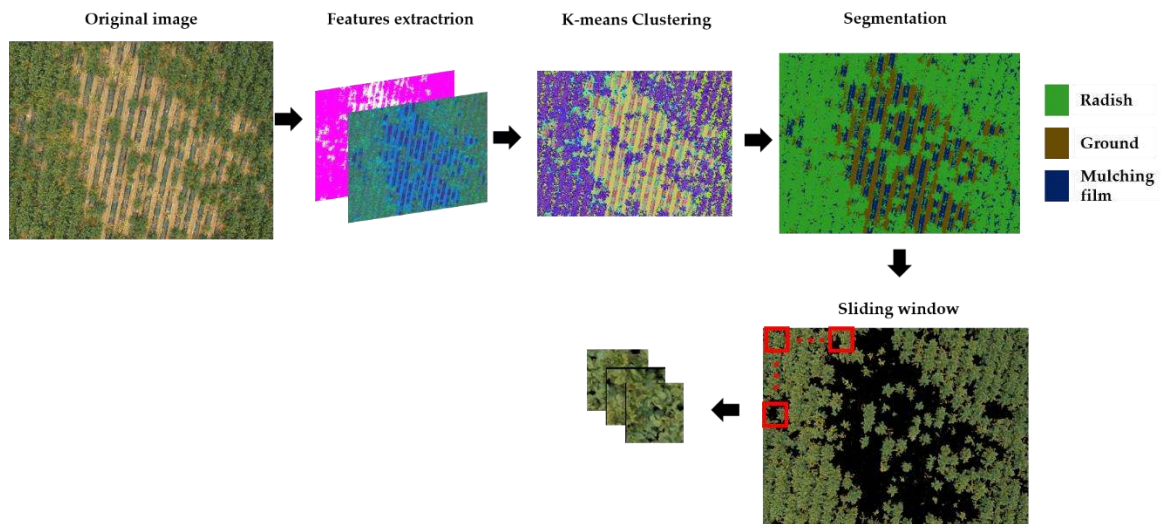 Original image
Features extractrion
K-means Clustering
Segmentation
Radish
Ground
Mulching
film
Sliding window